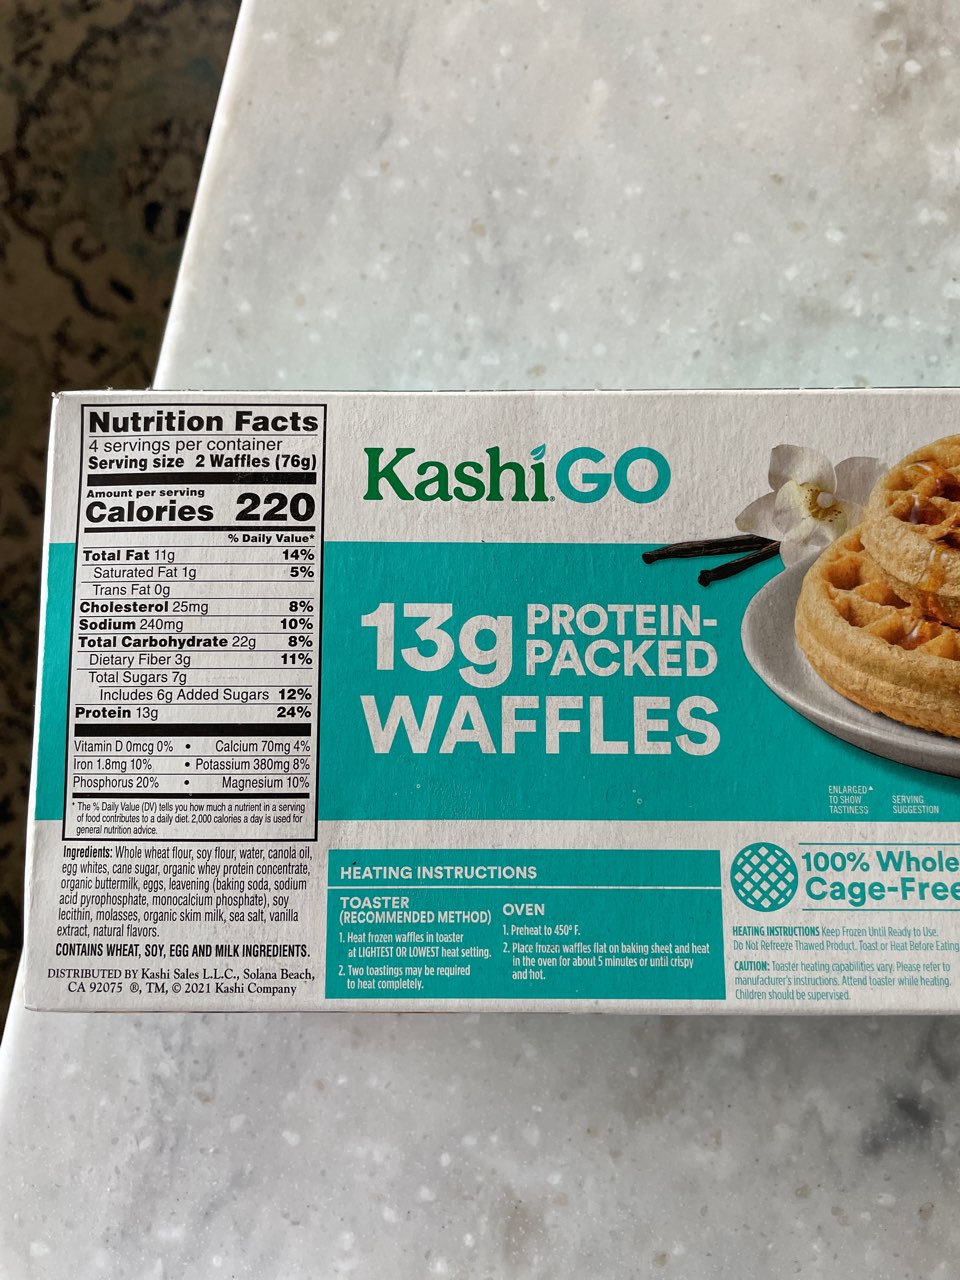 Nutrition Facts
4 servings per container
Serving size 2 Waffles (76g)
Amount per serving
Calories 220
% Daily Value*
Total Fat 11g 14%
Saturated Fat 1g 5%
Trans Fat 0g
Cholesterol 25mg 8%
Sodium 240mg 10%
Total Carbohydrate 22g 8%
Dietary Fiber 3g 11%
Total Sugars 7g
Includes 6g Added Sugars 12%
Protein 13g 24%
Vitamin D 0mcg 0% • Calcium 70mg 4%
Iron 1.8mg 10% • Potassium 380mg 8%
Phosphorus 20% • Magnesium 10%
* The % Daily Value (DV) tells you how much a nutrient in a serving
of food contributes to a daily diet. 2,000 calories a day is used for
general nutrition advice.
Ingredients: Whole wheat flour, soy flour, water, canola oil,
egg whites, cane sugar, organic whey protein concentrate,
organic buttermilk, eggs, leavening (baking soda, sodium
acid pyrophosphate, monocalcium phosphate), soy
lecithin, molasses, organic skim milk, sea salt, vanilla
extract, natural flavors.
CONTAINS WHEAT, SOY, EGG AND MILK INGREDIENTS.
DISTRIBUTED BY Kashi Sales L.L.C., Solana Beach,
CA 92075 ®, TM, © 2021 Kashi Company
Kashi GO
13g PROTEIN-
PACKED
WAFFLES
ENLARGED
TO SHOW
TASTINESS
SERVING
SUGGESTION
HEATING INSTRUCTIONS
TOASTER
(RECOMMENDED METHOD)
1. Heat frozen waffles in toaster
at LIGHTEST OR LOWEST heat setting.
2. Two toastings may be required
to heat completely.
OVEN
1. Preheat to 450° F.
2. Place frozen waffles flat on baking sheet and heat
in the oven for about 5 minutes or until crispy
and hot.
100% Whole
Cage-Free
HEATING INSTRUCTIONS Keep Frozen Until Ready to Use.
Do Not Refreeze Thawed Product. Toast or Heat Before Eating
CAUTION: Toaster heating capabilities vary. Please refer to
manufacturer's instructions. Attend toaster while heating.
Children should be supervised.